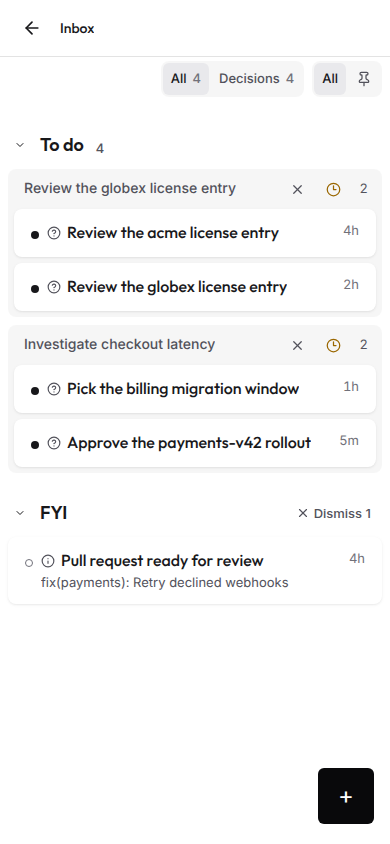 Inbox
All 4 Decisions 4 All
To do 4
Review the globex license entry 2
Review the acme license entry 4h
Review the globex license entry 2h
Investigate checkout latency 2
Pick the billing migration window 1h
Approve the payments-v42 rollout 5m
FYI Dismiss 1
Pull request ready for review 4h
fix(payments): Retry declined webhooks